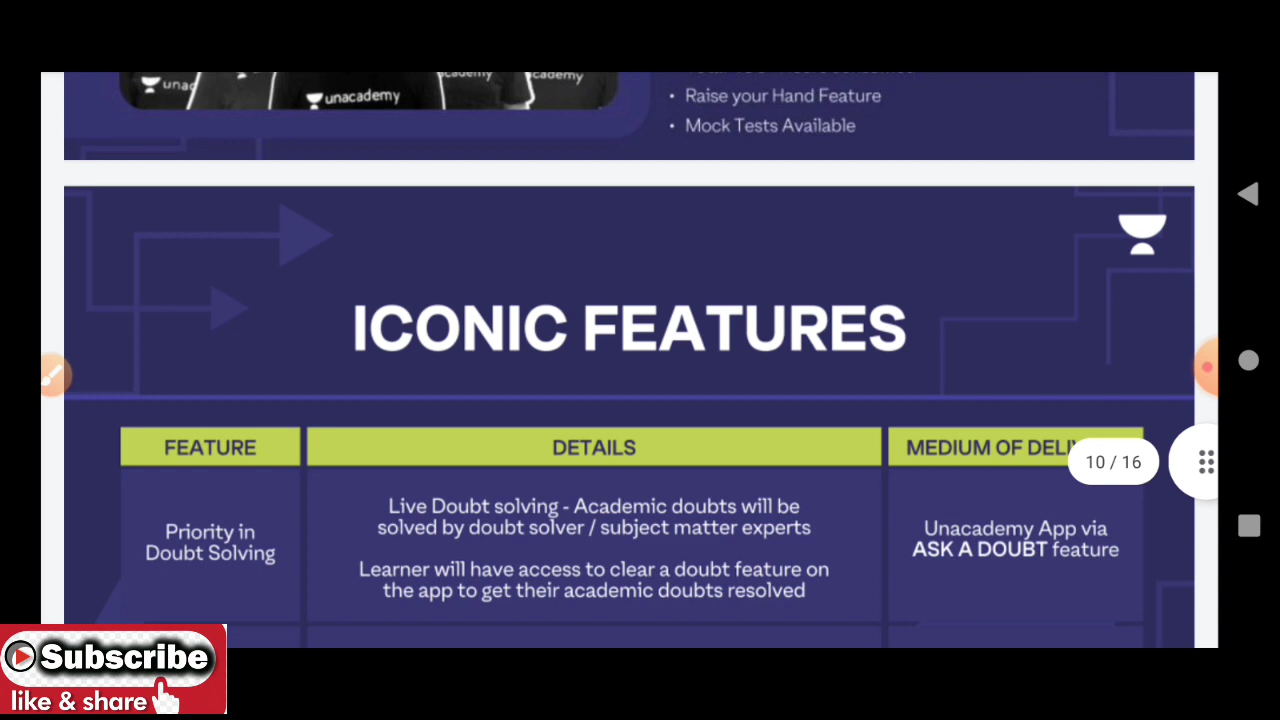 unac
unacademy
academy
cademy
• Raise your Hand Feature
• Mock Tests Available
ICONIC FEATURES
FEATURE
DETAILS
MEDIUM OF DELI
10 / 16
Priority in
Doubt Solving
Live Doubt solving - Academic doubts will be
solved by doubt solver / subject matter experts
Learner will have access to clear a doubt feature on
the app to get their academic doubts resolved
Unacademy App via
ASK A DOUBT feature
Subscribe
like & share